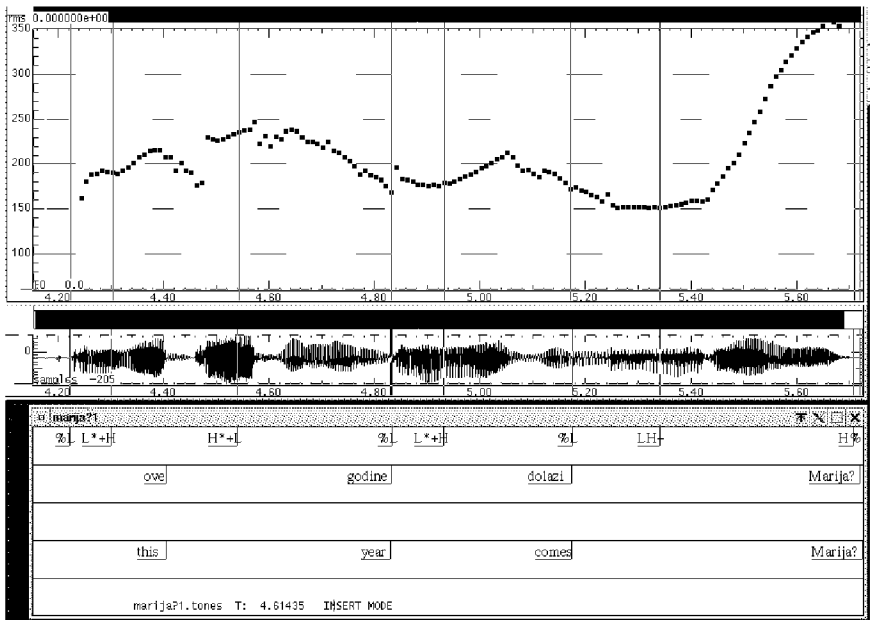 rms 0.000000e+00
350
300
250
200
150
100
F0 0.0
4.20 4.40 4.60 4.80 5.00 5.20 5.40 5.60
0
samples -205
4.20 4.40 4.60 4.80 5.00 5.20 5.40 5.60
marija?1
%L L*+H H*+L %L L*+H %L LH- H%
ove godine dolazi Marija?
this year comes Marija?
marija?1.tones T: 4.61435 INSERT MODE